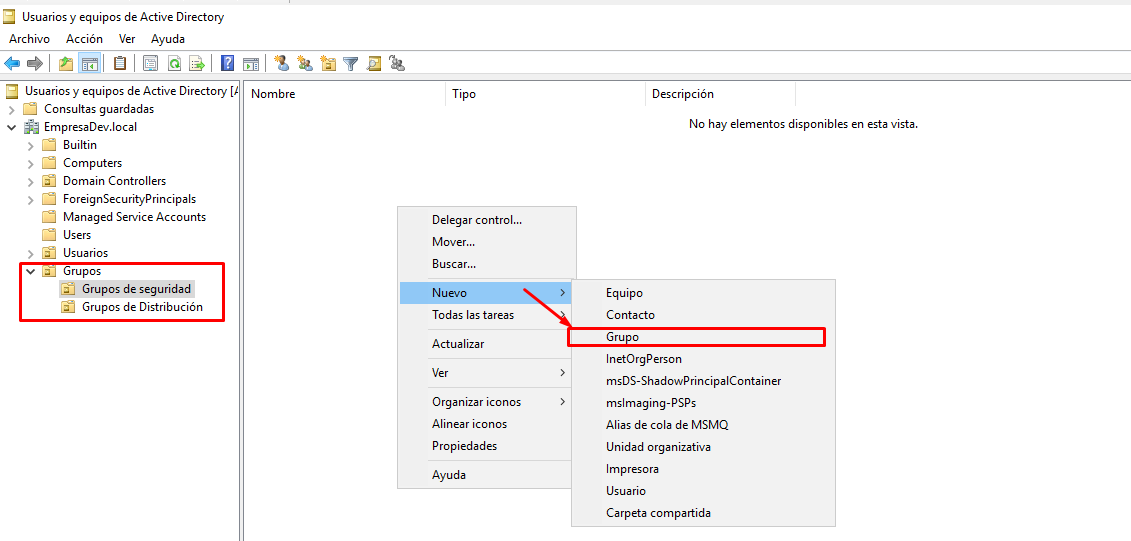 Usuarios y equipos de Active Directory
Archivo Acción Ver Ayuda
Usuarios y equipos de Active Directory [A
Consultas guardadas
EmpresaDev.local
Builtin
Computers
Domain Controllers
ForeignSecurityPrincipals
Managed Service Accounts
Users
Usuarios
Grupos
Grupos de seguridad
Grupos de Distribución
Nombre Tipo Descripción
No hay elementos disponibles en esta vista.
Delegar control...
Mover...
Buscar...
Nuevo
Todas las tareas
Actualizar
Ver
Organizar iconos
Alinear iconos
Propiedades
Ayuda
Equipo
Contacto
Grupo
InetOrgPerson
msDS-ShadowPrincipalContainer
msImaging-PSPs
Alias de cola de MSMQ
Unidad organizativa
Impresora
Usuario
Carpeta compartida